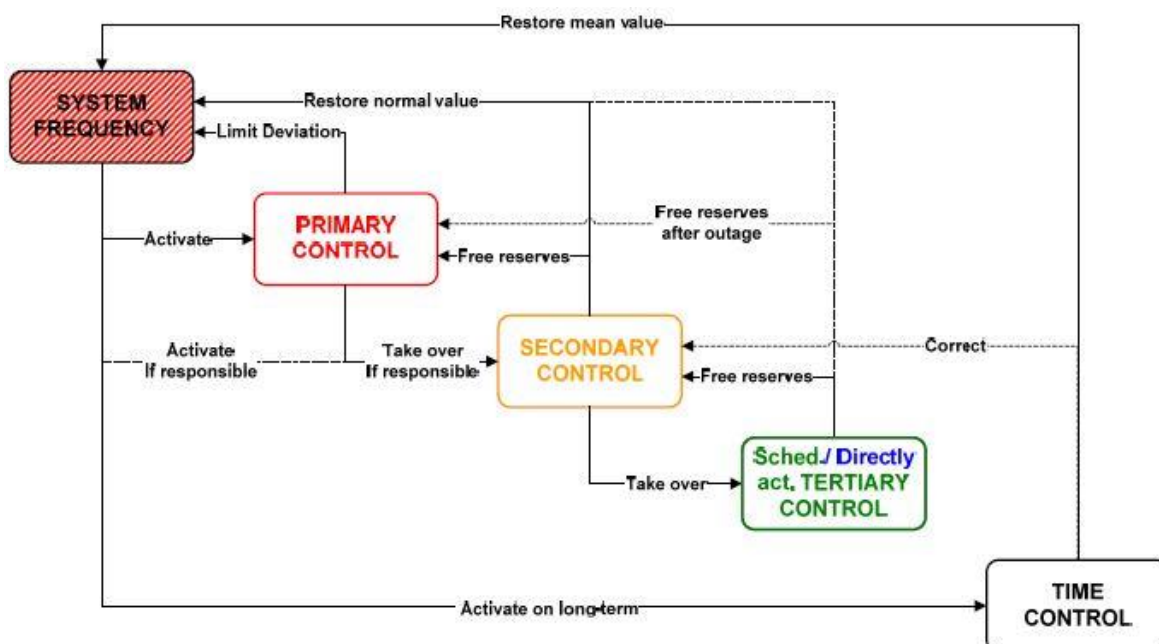 Restore mean value
SYSTEM
FREQUENCY
Restore normal value
Limit Deviation
PRIMARY
CONTROL
Free reserves
after outage
Activate
Free reserves
Activate
If responsible
Take over
If responsible
SECONDARY
CONTROL
Correct
Free reserves
Sched./ Directly
act. TERTIARY
CONTROL
Take over
TIME
CONTROL
Activate on long-term